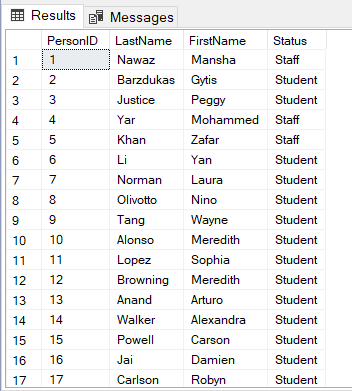 Results Messages
PersonID LastName FirstName Status
1 1 Nawaz Mansha Staff
2 2 Barzdukas Gytis Student
3 3 Justice Peggy Student
4 4 Yar Mohammed Staff
5 5 Khan Zafar Staff
6 6 Li Yan Student
7 7 Norman Laura Student
8 8 Olivotto Nino Student
9 9 Tang Wayne Student
10 10 Alonso Meredith Student
11 11 Lopez Sophia Student
12 12 Browning Meredith Student
13 13 Anand Arturo Student
14 14 Walker Alexandra Student
15 15 Powell Carson Student
16 16 Jai Damien Student
17 17 Carlson Robyn Student